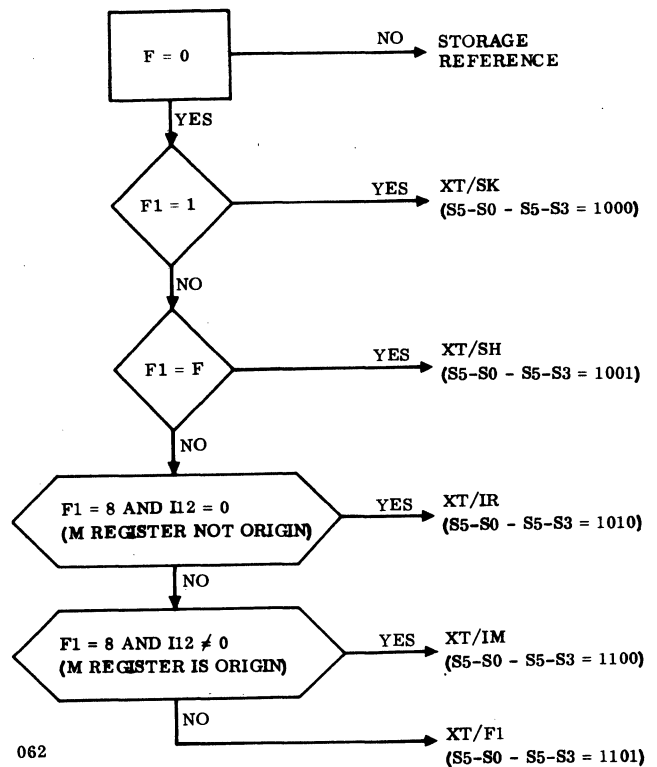 F = 0
NO
STORAGE
REFERENCE
YES
F1 = 1
YES
XT/SK
(S5-S0 - S5-S3 = 1000)
NO
F1 = F
YES
XT/SH
(S5-S0 - S5-S3 = 1001)
NO
F1 = 8 AND I12 = 0
(M REGISTER NOT ORIGIN)
YES
XT/IR
(S5-S0 - S5-S3 = 1010)
NO
F1 = 8 AND I12 ≠ 0
(M REGISTER IS ORIGIN)
YES
XT/IM
(S5-S0 - S5-S3 = 1100)
NO
XT/F1
(S5-S0 - S5-S3 = 1101)
062